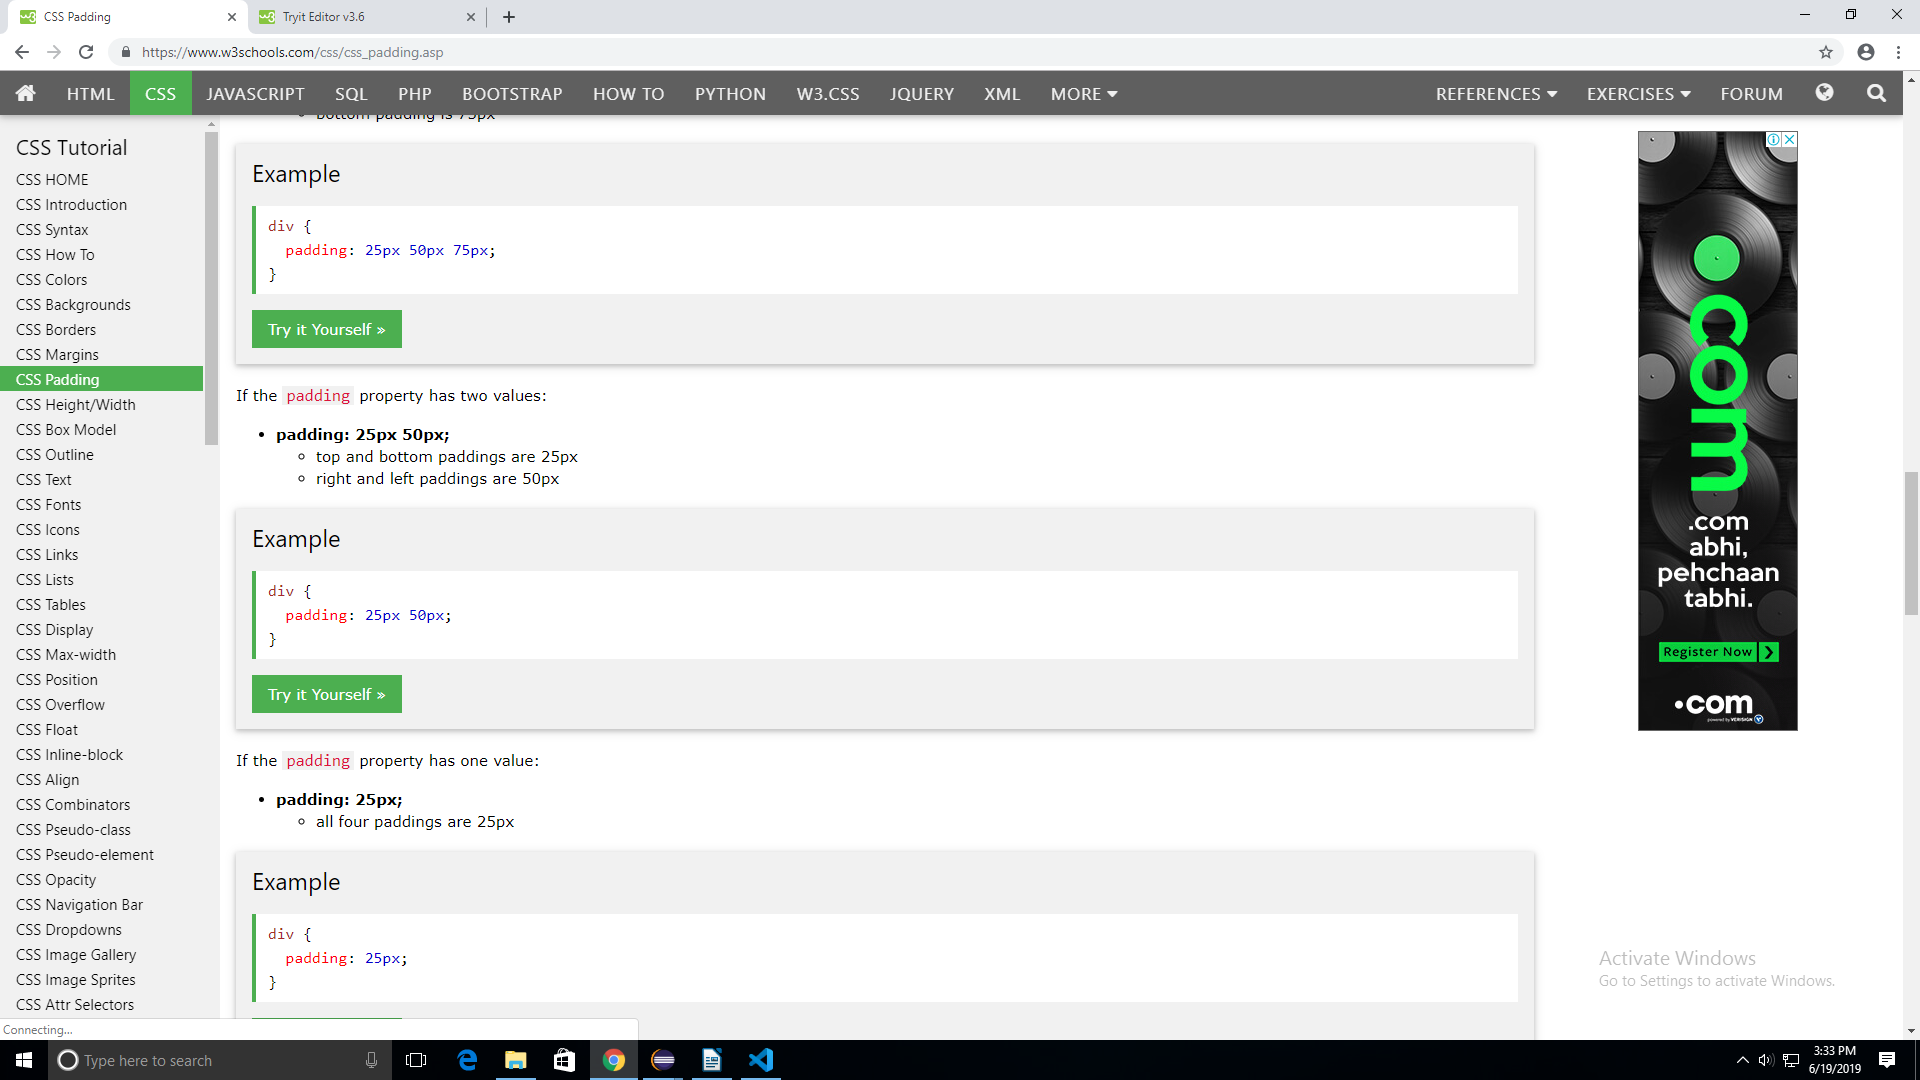 CSS Padding
Tryit Editor v3.6
https://www.w3schools.com/css/css_padding.asp
HTML
CSS
JAVASCRIPT
SQL
PHP
BOOTSTRAP
HOW TO
PYTHON
W3.CSS
JQUERY
XML
MORE
REFERENCES
EXERCISES
FORUM
CSS Tutorial
CSS HOME
CSS Introduction
CSS Syntax
CSS How To
CSS Colors
CSS Backgrounds
CSS Borders
CSS Margins
CSS Padding
CSS Height/Width
CSS Box Model
CSS Outline
CSS Text
CSS Fonts
CSS Icons
CSS Links
CSS Lists
CSS Tables
CSS Display
CSS Max-width
CSS Position
CSS Overflow
CSS Float
CSS Inline-block
CSS Align
CSS Combinators
CSS Pseudo-class
CSS Pseudo-element
CSS Opacity
CSS Navigation Bar
CSS Dropdowns
CSS Image Gallery
CSS Image Sprites
CSS Attr Selectors
bottom padding is 75px
Example
div {
padding: 25px 50px 75px;
}
Try it Yourself »
If the padding property has two values:
padding: 25px 50px;
top and bottom paddings are 25px
right and left paddings are 50px
Example
div {
padding: 25px 50px;
}
Try it Yourself »
If the padding property has one value:
padding: 25px;
all four paddings are 25px
Example
div {
padding: 25px;
}
com
.com
abhi,
pehchaan
tabhi.
Register Now
.com
powered by VERISIGN
Activate Windows
Go to Settings to activate Windows.
Connecting...
Type here to search
3:33 PM
6/19/2019